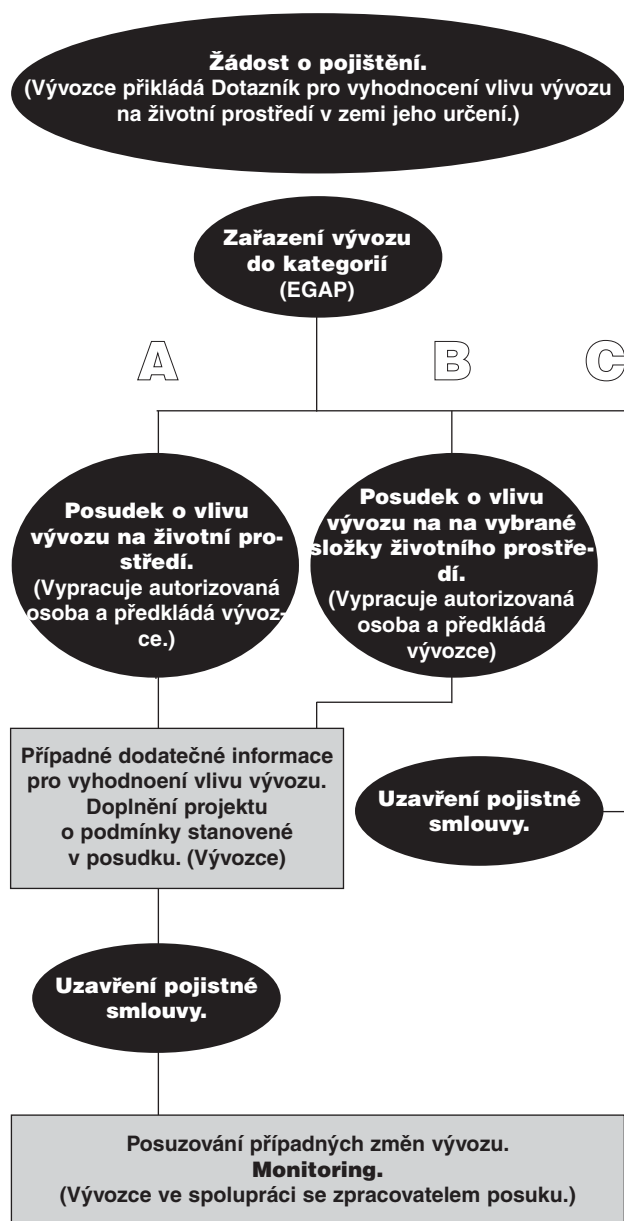 Žádost o pojištění.
(Vývozce přikládá Dotazník pro vyhodnocení vlivu vývozu
na životní prostředí v zemi jeho určení.)
Zařazení vývozu
do kategorií
(EGAP)
A
B
C
Posudek o vlivu
vývozu na životní pro-
středí.
(Vypracuje autorizovaná
osoba a předkládá vývoz-
ce.)
Posudek o vlivu
vývozu na na vybrané
složky životního prostře-
dí.
(Vypracuje autorizovaná
osoba a předkládá
vývozce)
Případné dodatečné informace
pro vyhodnoení vlivu vývozu.
Doplnění projektu
o podmínky stanovené
v posudku. (Vývozce)
Uzavření pojistné
smlouvy.
Uzavření pojistné
smlouvy.
Posuzování případných změn vývozu.
Monitoring.
(Vývozce ve spolupráci se zpracovatelem posuku.)